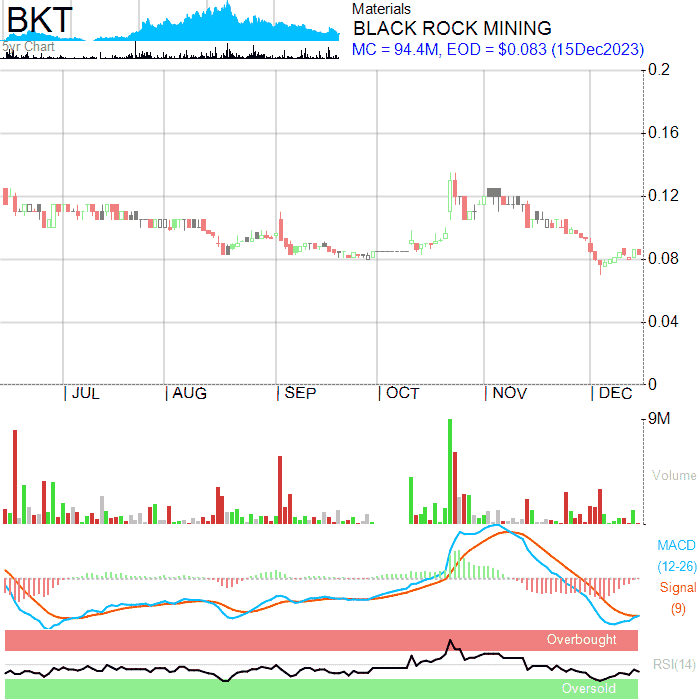 BKT
5yr Chart
Materials
BLACK ROCK MINING
MC = 94.4M, EOD = $0.083 (15Dec2023)
0.2
0.16
0.12
0.08
0.04
0
JUL AUG SEP OCT NOV DEC
9M
Volume
MACD
(12-26)
Signal
(9)
Overbought
RSI(14)
Oversold